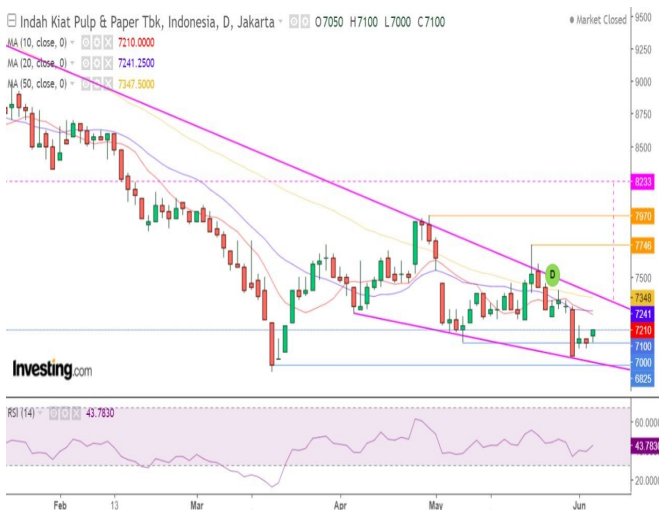 Indah Kiat Pulp & Paper Tbk, Indonesia, D, Jakarta O7050 H7100 L7000 C7100
Market Closed
MA (10, close, 0) 7210.0000
MA (20, close, 0) 7241.2500
MA (50, close, 0) 7347.5000
9500
9250
9000
8750
8500
8233
7970
7746
7500
7348
7241
7210
7100
7000
6825
D
Investing.com
RSI (14) 43.7830
60.0000
43.7830
20.0000
Feb 13 Mar Apr May Jun